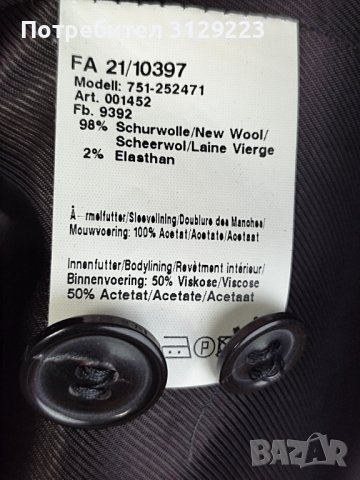 Потребител 3129223
FA 21/10397
Modell: 751-252471
Art. 001452
Fb. 9392
98% Schurwolle/New Wool/
Scheerwol/Laine Vierge
2% Elasthan
Ä-rmelfutter/Sleevelining/Doublure des Manches/
Mouwvoering: 100% Acetat/Acetate/Acetaat
Innenfutter/Bodylining/Revêtment intérieur/
Binnenvoering: 50% Viskose/Viscose
50% Actetat/Acetate/Acetaat
P
BAZAR